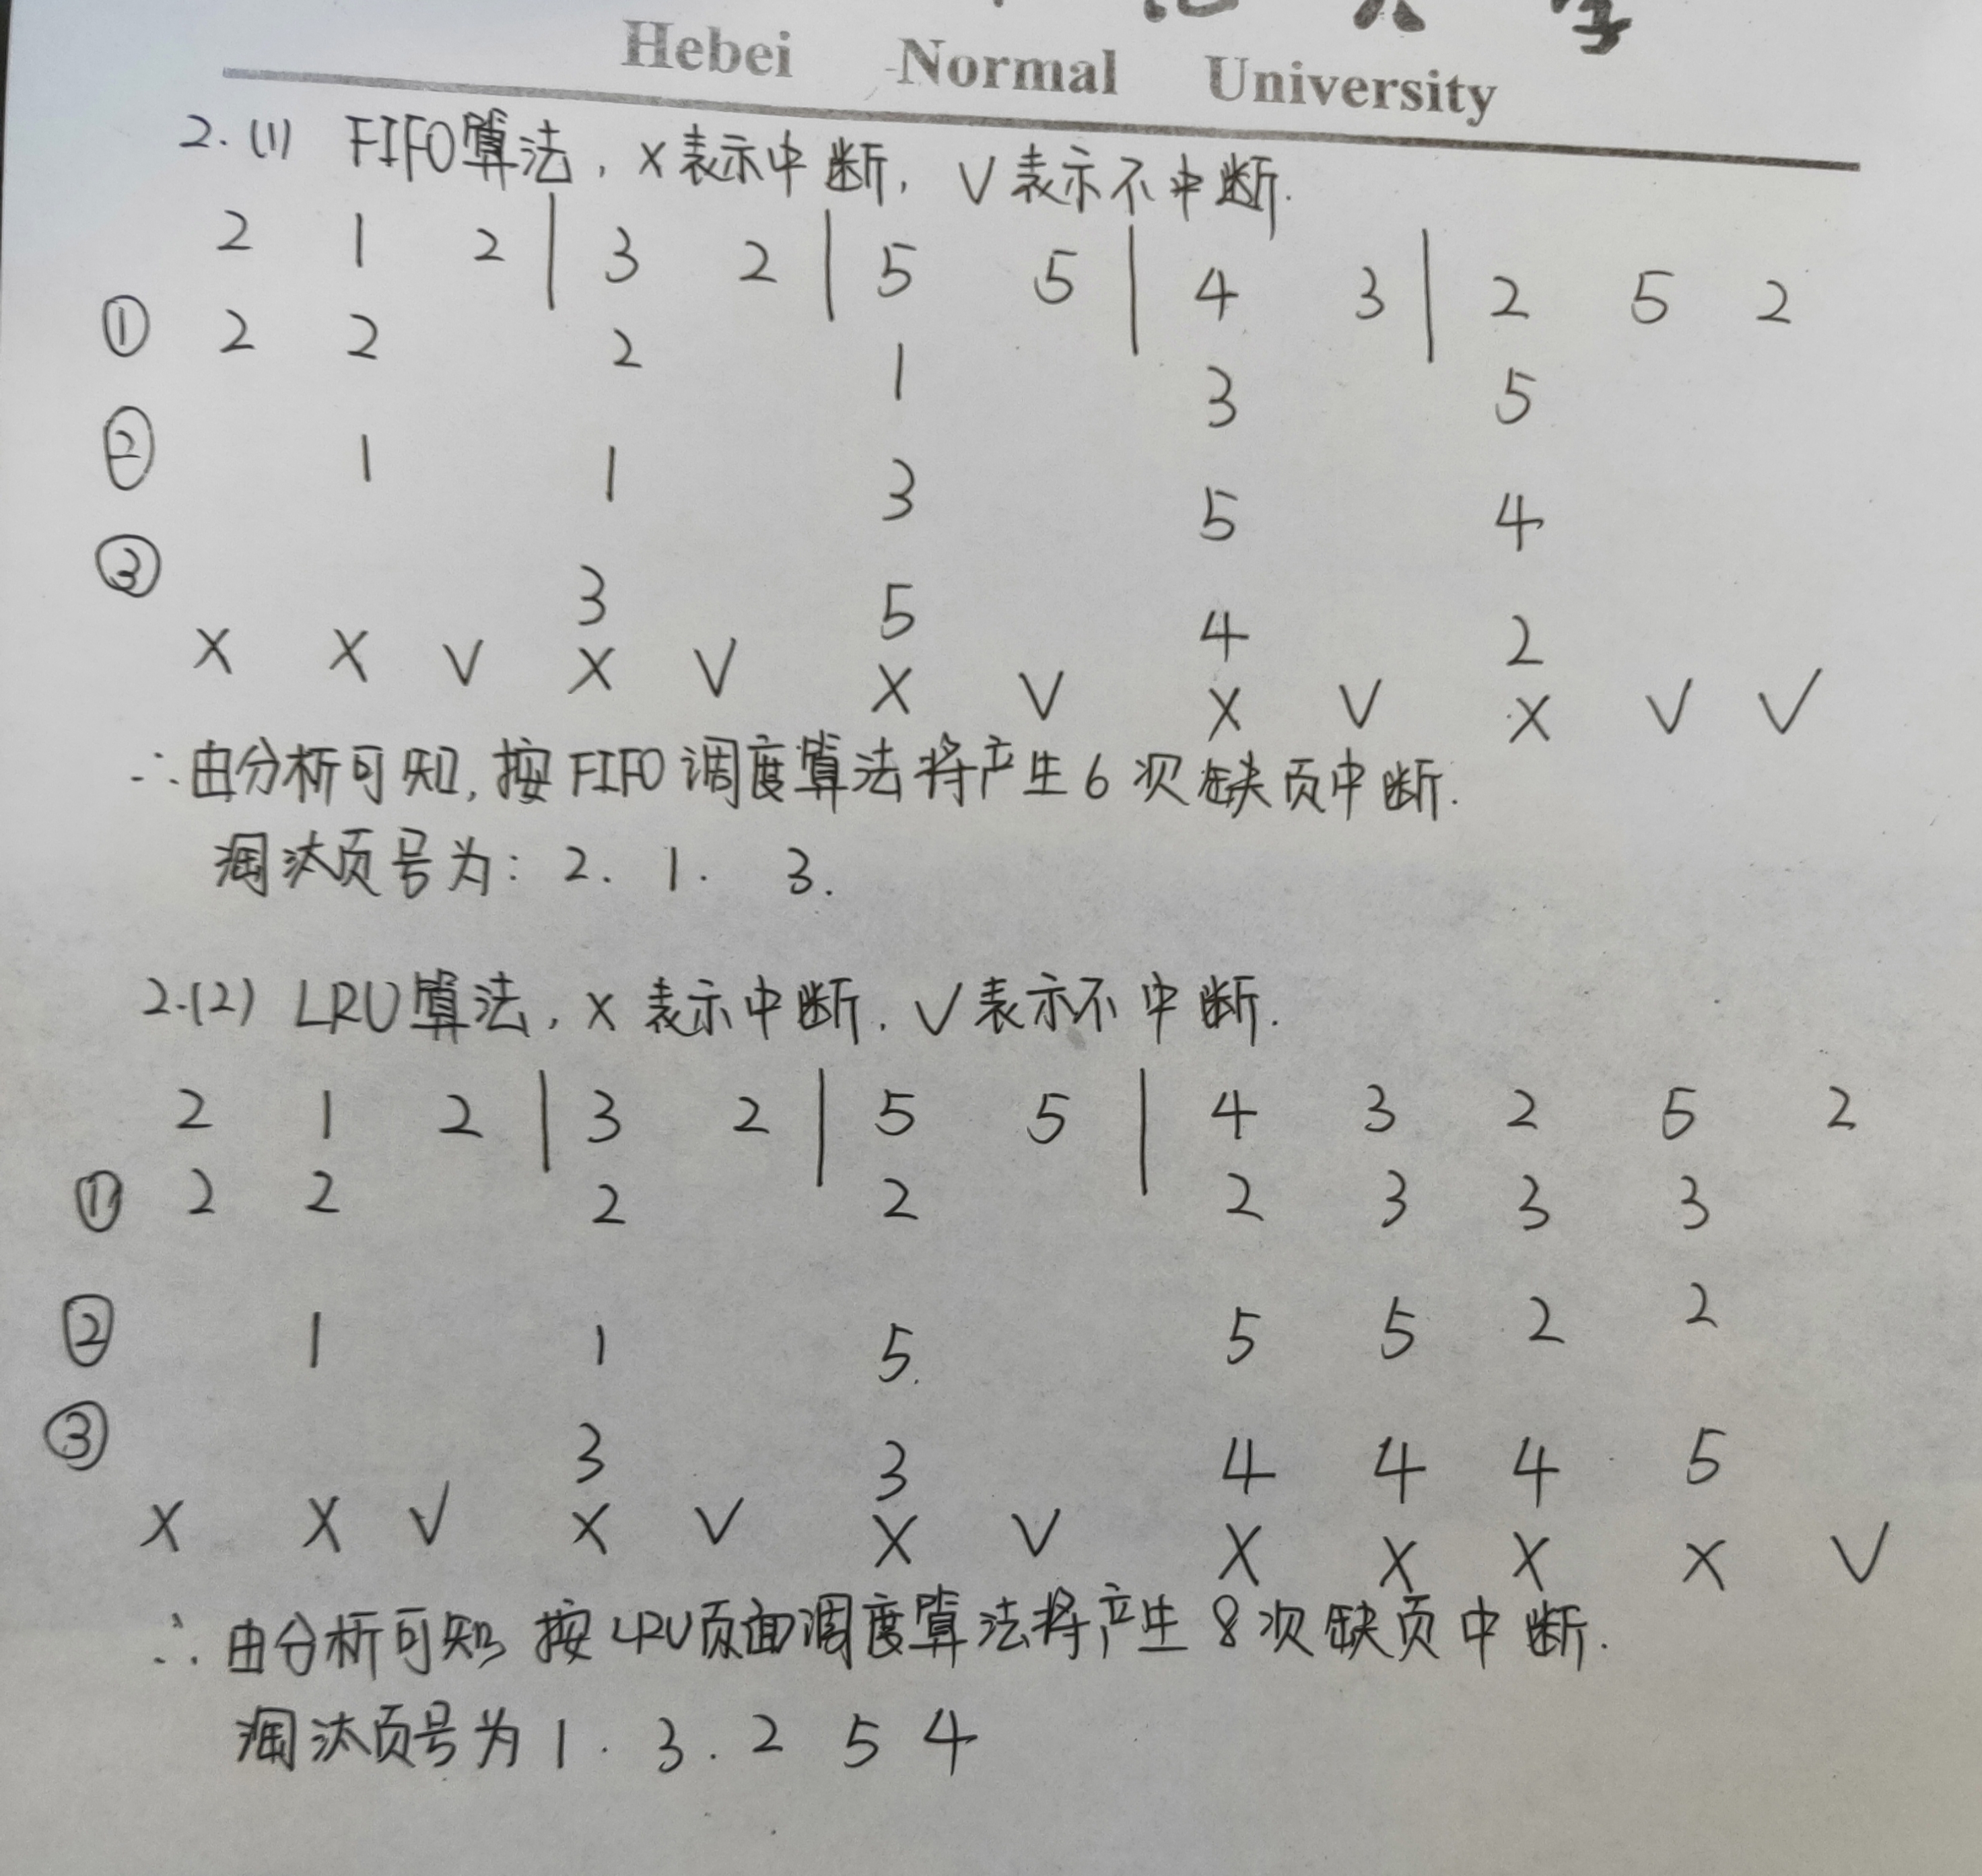 Hebei Normal University
2.(1) FIFO算法，×表示中断，√表示不中断.
2 1 2 | 3 2 | 5 5 | 4 3 | 2 5 2
① 2 2 2 1 3 5
② 1 1 3 5 4
③ 3 5 4 2
× × √ × √ × √ × √ × √ √
∴由分析可知,按FIFO调度算法将产生6次缺页中断.
淘汰页号为: 2. 1. 3.
2.(2) LRU算法，×表示中断，√表示不中断.
2 1 2 | 3 2 | 5 5 | 4 3 2 5 2
① 2 2 2 2 2 3 3 3
② 1 1 5 5 5 2 2
③ 3 3 4 4 4 5
× × √ × √ × √ × × × × √
∴由分析可知 按LRU页面调度算法将产生8次缺页中断.
淘汰页号为1. 3. 2 5 4